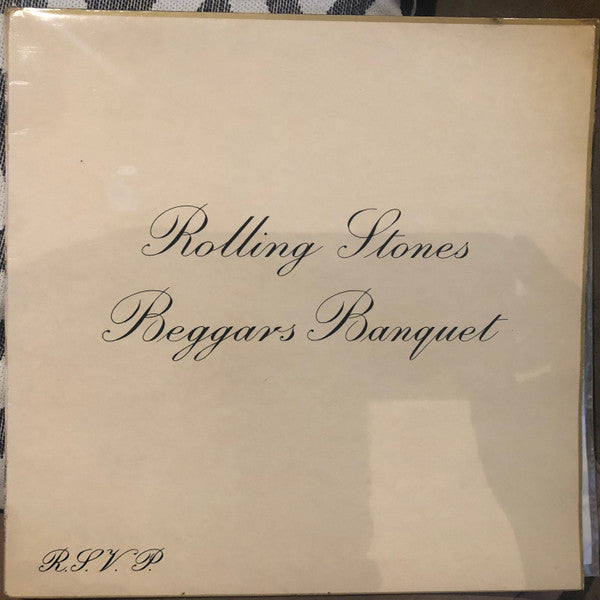 Rolling Stones
Beggars Banquet
R.S.V.P.